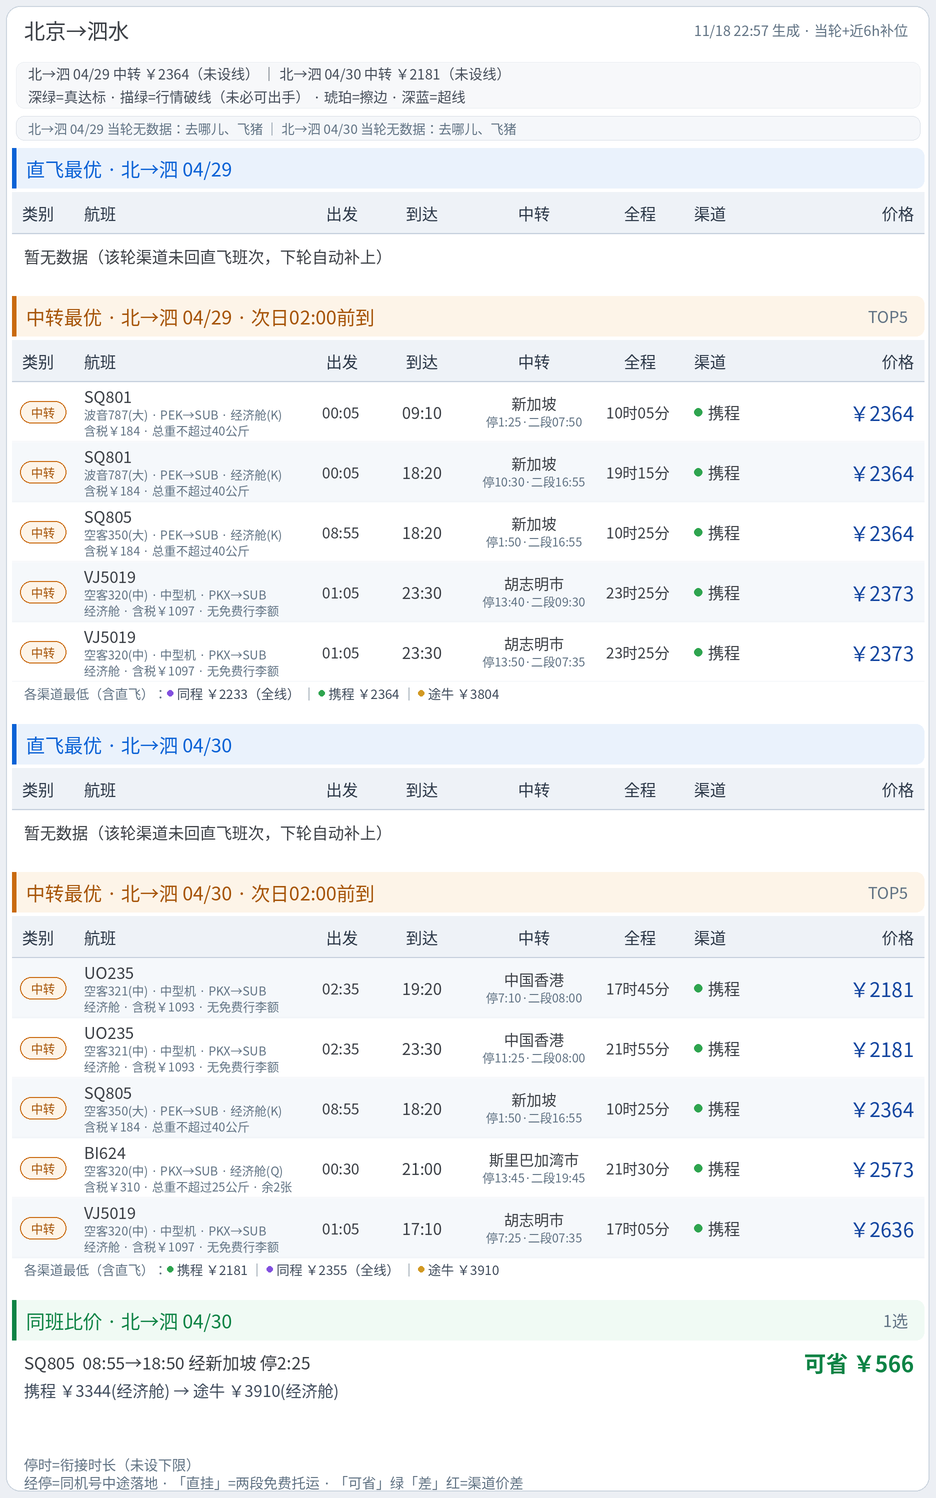 北京→泗水
11/18 22:57 生成 · 当轮+近6h补位
北→泗 04/29 中转 ￥2364（未设线） ｜ 北→泗 04/30 中转 ￥2181（未设线）
深绿=真达标 · 描绿=行情破线（未必可出手） · 琥珀=擦边 · 深蓝=超线
北→泗 04/29 当轮无数据：去哪儿、飞猪 ｜ 北→泗 04/30 当轮无数据：去哪儿、飞猪
直飞最优 · 北→泗 04/29
类别 航班 出发 到达 中转 全程 渠道 价格
暂无数据（该轮渠道未回直飞班次，下轮自动补上）
中转最优 · 北→泗 04/29 · 次日02:00前到 TOP5
类别 航班 出发 到达 中转 全程 渠道 价格
SQ801
中转 波音787(大) · PEK→SUB · 经济舱(K) 00:05 09:10 新加坡 10时05分 携程 ￥2364
含税￥184 · 总重不超过40公斤 停1:25·二段07:50
SQ801
中转 波音787(大) · PEK→SUB · 经济舱(K) 00:05 18:20 新加坡 19时15分 携程 ￥2364
含税￥184 · 总重不超过40公斤 停10:30·二段16:55
SQ805
中转 空客350(大) · PEK→SUB · 经济舱(K) 08:55 18:20 新加坡 10时25分 携程 ￥2364
含税￥184 · 总重不超过40公斤 停1:50·二段16:55
VJ5019
中转 空客320(中) · 中型机 · PKX→SUB 01:05 23:30 胡志明市 23时25分 携程 ￥2373
经济舱 · 含税￥1097 · 无免费行李额 停13:40·二段09:30
VJ5019
中转 空客320(中) · 中型机 · PKX→SUB 01:05 23:30 胡志明市 23时25分 携程 ￥2373
经济舱 · 含税￥1097 · 无免费行李额 停13:50·二段07:35
各渠道最低（含直飞）：同程 ￥2233（全线） ｜ 携程 ￥2364 ｜ 途牛 ￥3804
直飞最优 · 北→泗 04/30
类别 航班 出发 到达 中转 全程 渠道 价格
暂无数据（该轮渠道未回直飞班次，下轮自动补上）
中转最优 · 北→泗 04/30 · 次日02:00前到 TOP5
类别 航班 出发 到达 中转 全程 渠道 价格
UO235
中转 空客321(中) · 中型机 · PKX→SUB 02:35 19:20 中国香港 17时45分 携程 ￥2181
经济舱 · 含税￥1093 · 无免费行李额 停7:10·二段08:00
UO235
中转 空客321(中) · 中型机 · PKX→SUB 02:35 23:30 中国香港 21时55分 携程 ￥2181
经济舱 · 含税￥1093 · 无免费行李额 停11:25·二段08:00
SQ805
中转 空客350(大) · PEK→SUB · 经济舱(K) 08:55 18:20 新加坡 10时25分 携程 ￥2364
含税￥184 · 总重不超过40公斤 停1:50·二段16:55
BI624
中转 空客320(中) · PKX→SUB · 经济舱(Q) 00:30 21:00 斯里巴加湾市 21时30分 携程 ￥2573
含税￥310 · 总重不超过25公斤 · 余2张 停13:45·二段19:45
VJ5019
中转 空客320(中) · 中型机 · PKX→SUB 01:05 17:10 胡志明市 17时05分 携程 ￥2636
经济舱 · 含税￥1097 · 无免费行李额 停7:25·二段07:35
各渠道最低（含直飞）：携程 ￥2181 ｜ 同程 ￥2355（全线） ｜ 途牛 ￥3910
同班比价 · 北→泗 04/30 1选
SQ805 08:55→18:50 经新加坡 停2:25 可省 ￥566
携程 ￥3344(经济舱) → 途牛 ￥3910(经济舱)
停时=衔接时长（未设下限）
经停=同机号中途落地 · 「直挂」=两段免费托运 · 「可省」绿「差」红=渠道价差